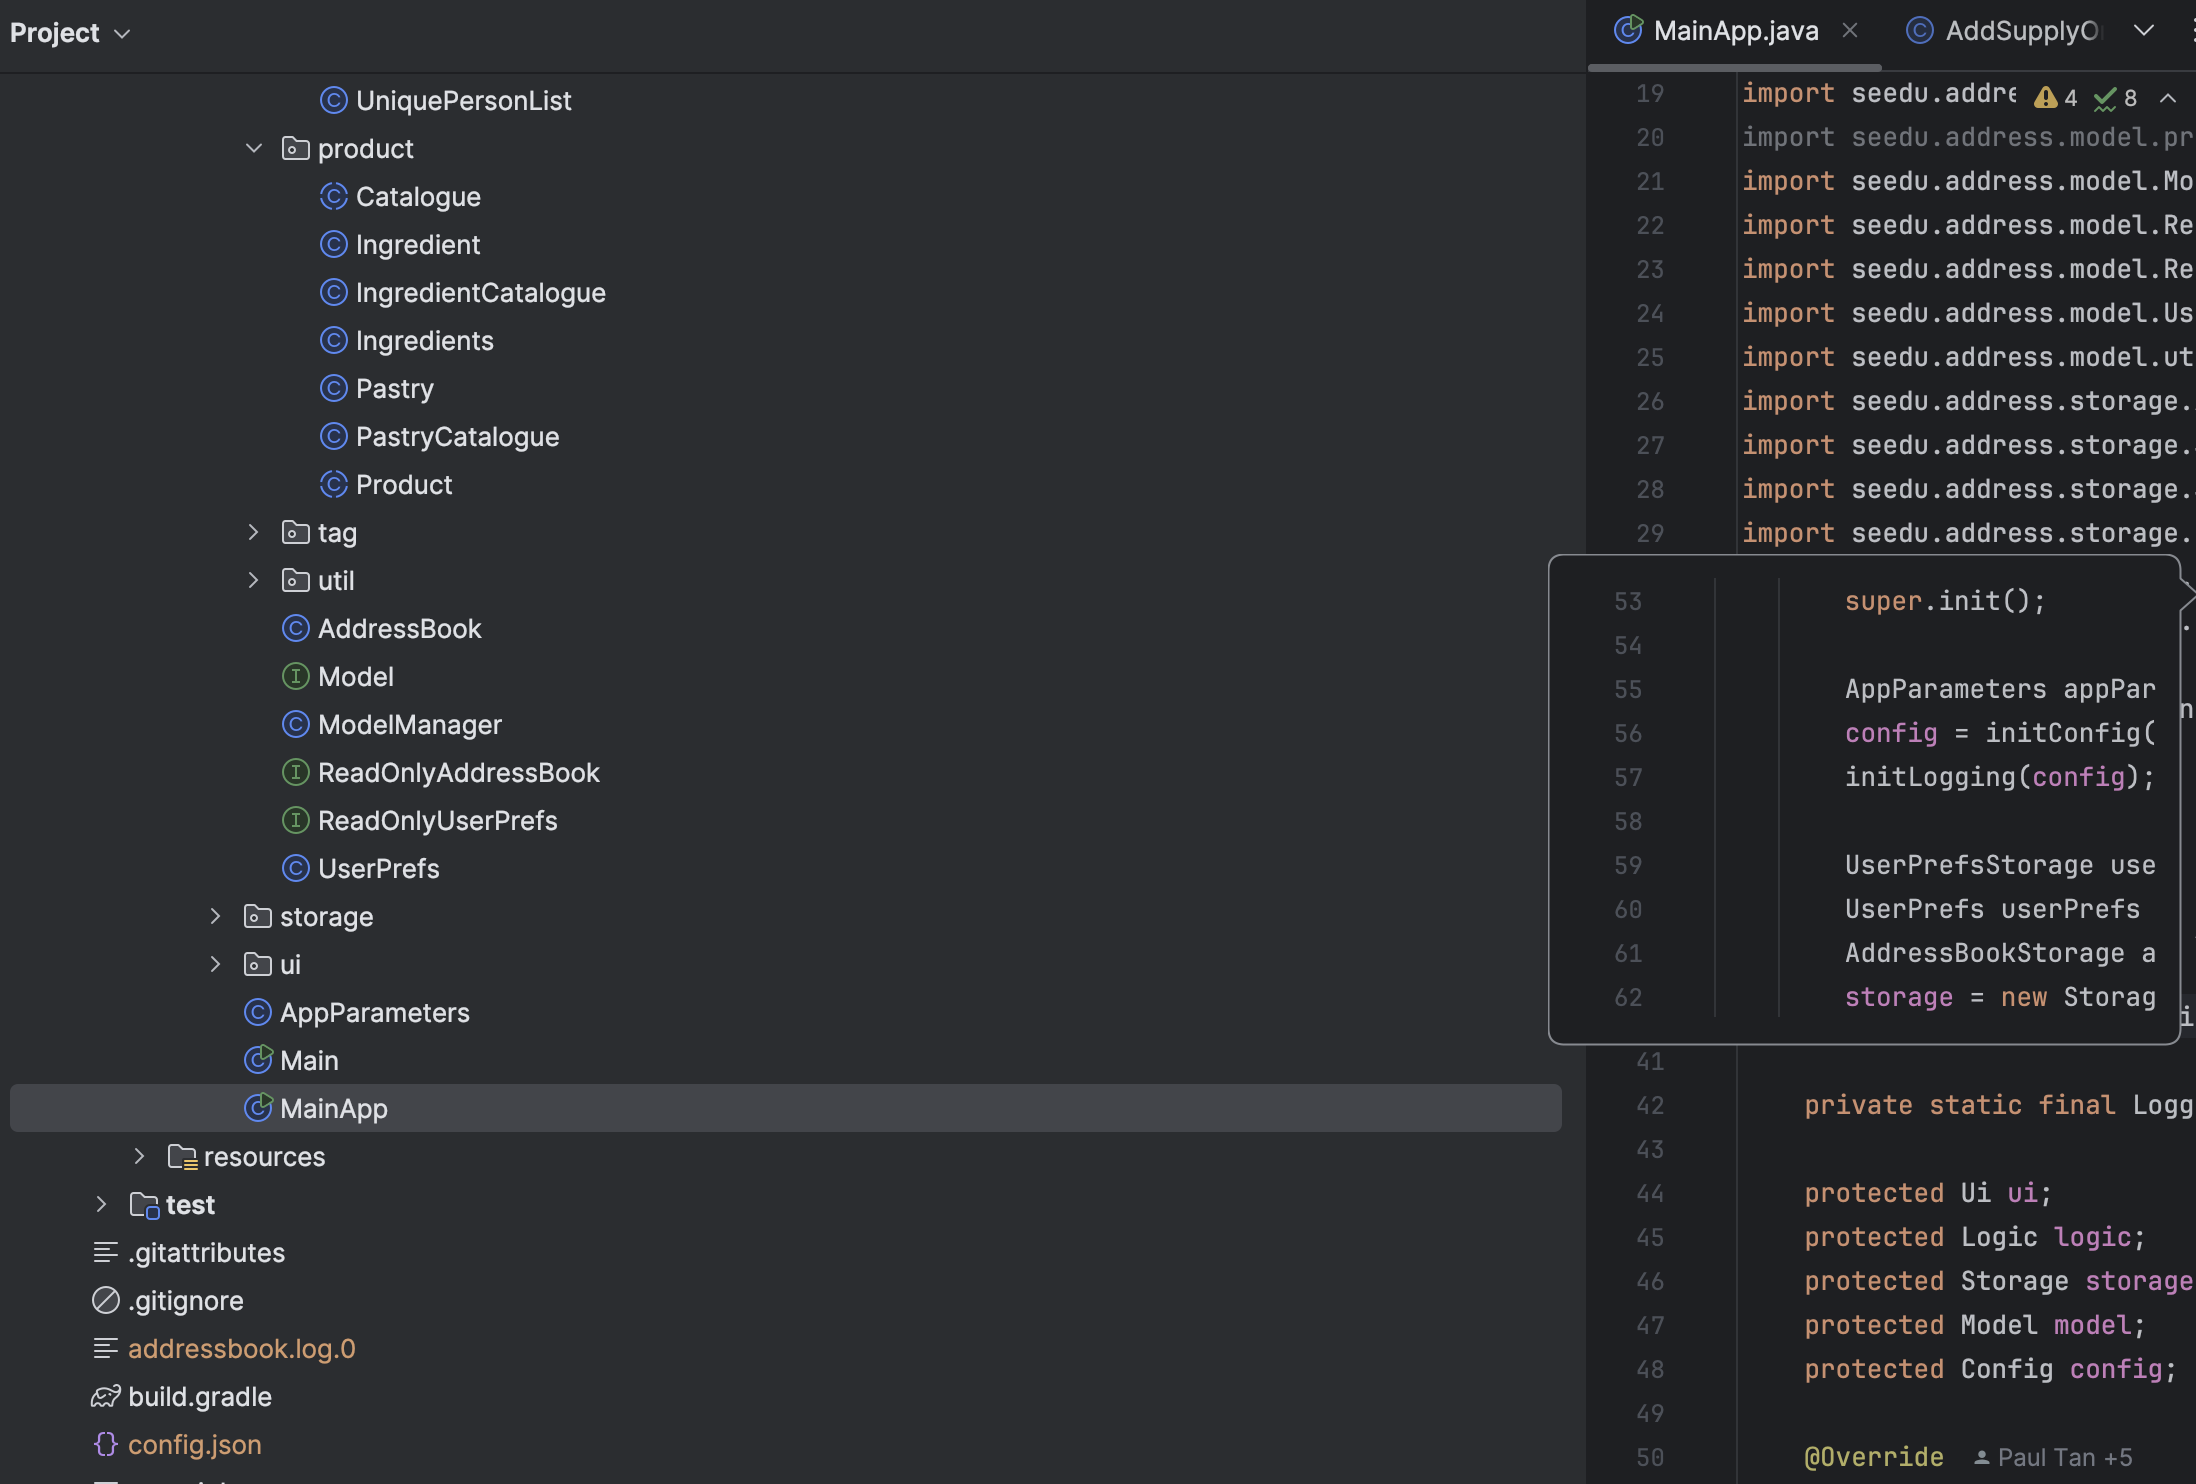 Project
UniquePersonList
product
Catalogue
Ingredient
IngredientCatalogue
Ingredients
Pastry
PastryCatalogue
Product
tag
util
AddressBook
Model
ModelManager
ReadOnlyAddressBook
ReadOnlyUserPrefs
UserPrefs
storage
ui
AppParameters
Main
MainApp
resources
test
.gitattributes
.gitignore
addressbook.log.0
build.gradle
config.json
MainApp.java
AddSupplyO
19 import seedu.addre 4 8
20 import seedu.address.model.pr
21 import seedu.address.model.Mo
22 import seedu.address.model.Re
23 import seedu.address.model.Re
24 import seedu.address.model.Us
25 import seedu.address.model.ut
26 import seedu.address.storage.
27 import seedu.address.storage.
28 import seedu.address.storage.
29 import seedu.address.storage.
53 super.init();
54
55 AppParameters appPar
56 config = initConfig(
57 initLogging(config);
58
59 UserPrefsStorage use
60 UserPrefs userPrefs
61 AddressBookStorage a
62 storage = new Storag
41
42 private static final Logg
43
44 protected Ui ui;
45 protected Logic logic;
46 protected Storage storage
47 protected Model model;
48 protected Config config;
49
50 @Override Paul Tan +5